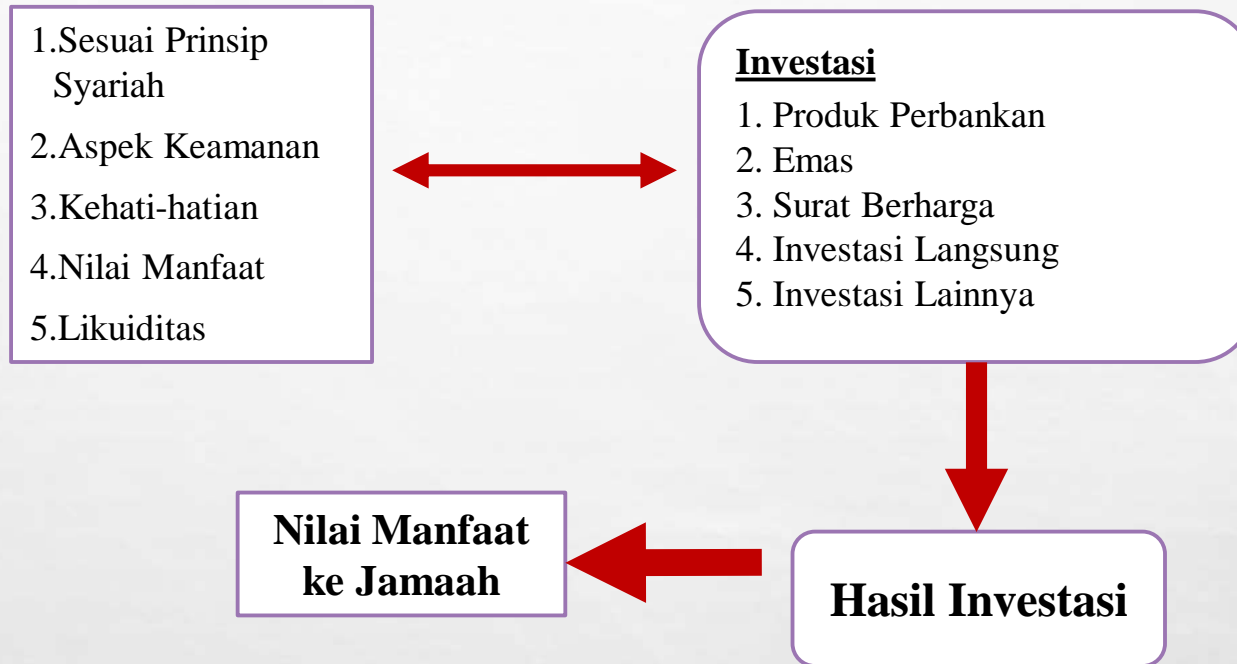 1.Sesuai Prinsip
Syariah
2.Aspek Keamanan
3.Kehati-hatian
4.Nilai Manfaat
5.Likuiditas
Investasi
1. Produk Perbankan
2. Emas
3. Surat Berharga
4. Investasi Langsung
5. Investasi Lainnya
Nilai Manfaat
ke Jamaah
Hasil Investasi